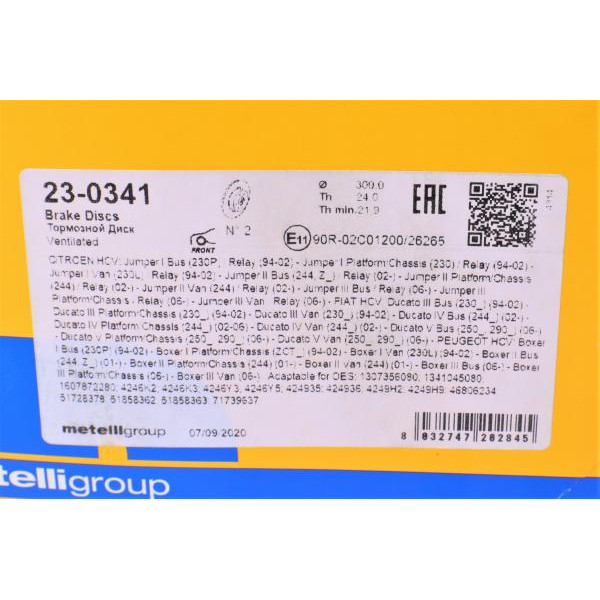 23-0341
Brake Discs
Тормозной Диск
Ventilated
FRONT
N° 2
Ø 300.0
Th 24.0
Th min. 21.9
E11 90R-02C01200/26265
EAC
4314
CITROEN HCV: Jumper I Bus (230P), Relay (94-02) - Jumper I Platform/Chassis (230) / Relay (94-02) -
Jumper I Van (230L), Relay (94-02) - Jumper II Bus (244, Z_) / Relay (02-) - Jumper II Platform/Chassis
(244) / Relay (02-) - Jumper II Van (244) / Relay (02-) - Jumper III Bus / Relay (06-) - Jumper III
Platform/Chassis, Relay (06-) - Jumper III Van, Relay (06-) - FIAT HCV: Ducato III Bus (230_) (94-02) -
Ducato III Platform/Chassis (230_) (94-02) - Ducato III Van (230_) (94-02) - Ducato IV Bus (244_) (02-) -
Ducato IV Platform Chassis (244_) (02-06) - Ducato IV Van (244_) (02-) - Ducato V Bus (250_, 290_) (06-)
- Ducato V Platform/Chassis (250_, 290_) (06-) - Ducato V Van (250_, 290_) (06-) - PEUGEOT HCV: Boxer
I Bus (230P) (94-02) - Boxer I Platform/Chassis (ZCT_) (94-02) - Boxer I Van (230L) (94-02) - Boxer II Bus
(244, Z_) (01-) - Boxer II Platform/Chassis (244) (01-) - Boxer II Van (244) (01-) - Boxer III Bus (06-) - Boxer
III Platform/Chassis (06-) - Boxer III Van (06-) Adaptable for OES: 1307356080; 1341045080;
1607872280; 4246K2; 4246K3; 4246Y3; 4246Y5; 424935; 424936; 4249H2; 4249H9; 46806234
51728378 51858362 51858363 71739637
metelligroup
07/09/2020
8 032747 262845
telligroup